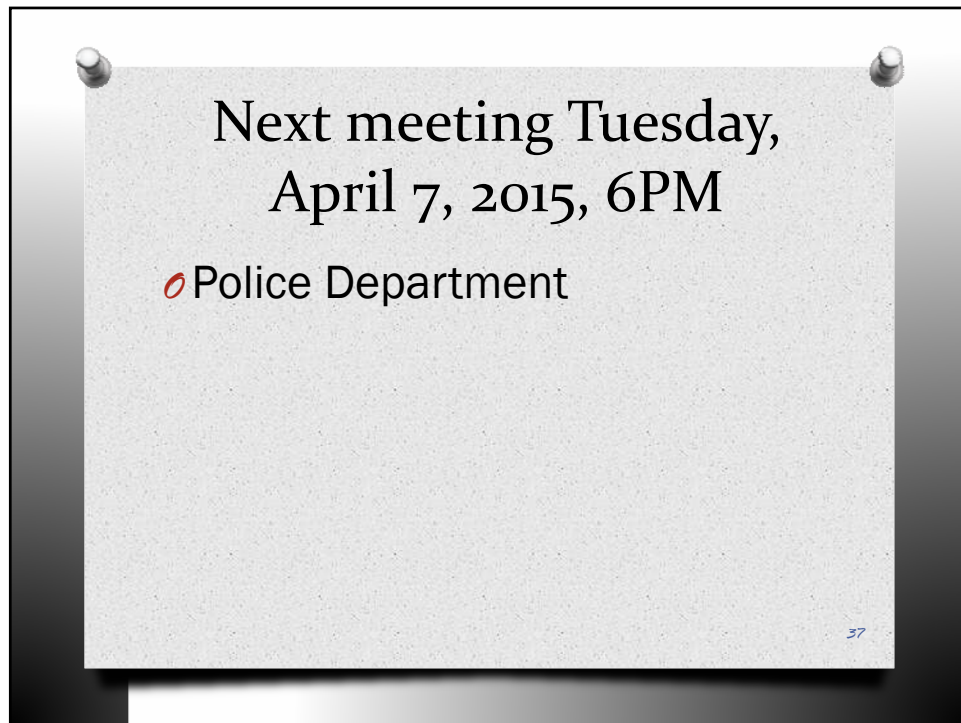 Next meeting Tuesday,
April 7, 2015, 6PM
O Police Department
37